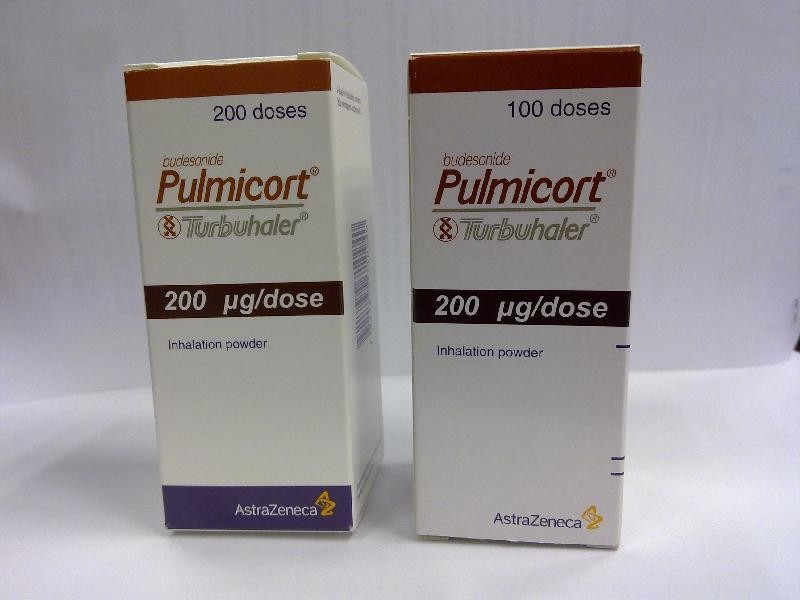 200 doses
budesonide
Pulmicort®
Turbuhaler®
200 µg/dose
Inhalation powder
AstraZeneca
100 doses
budesonide
Pulmicort®
Turbuhaler®
200 µg/dose
Inhalation powder
AstraZeneca